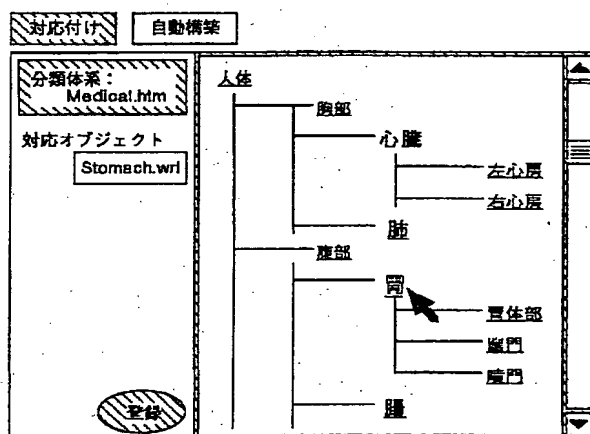 対応付け 自動構築
分類体系：
Medical.htm
対応オブジェクト
Stomach.wrl
登録
人体
胸部
心臓
左心房
右心房
肺
腹部
胃
胃体部
幽門
噴門
腸